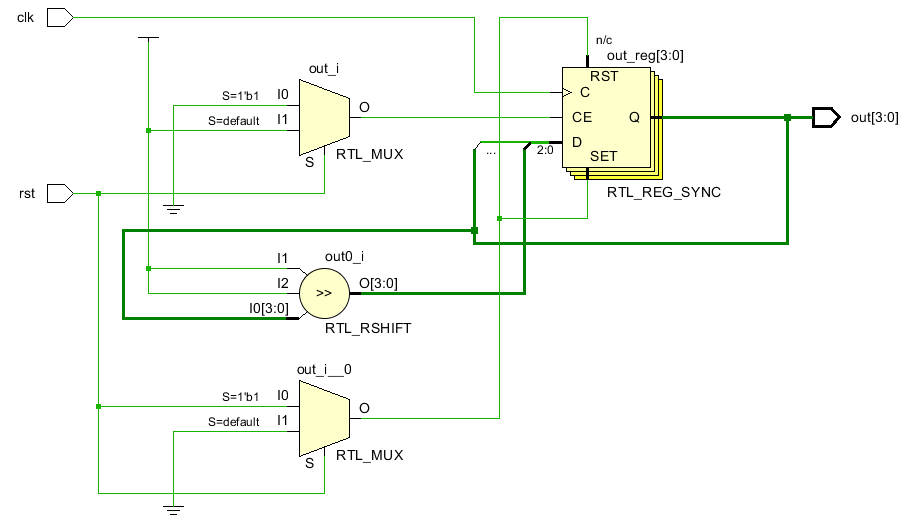 clk
n/c
out_reg[3:0]
out_i
RST
S=1'b1 I0
C
O
CE
Q
out[3:0]
S=default I1
D
...
2:0
S
RTL_MUX
SET
rst
RTL_REG_SYNC
I1
out0_i
I2
>>
O[3:0]
I0[3:0]
RTL_RSHIFT
out_i__0
S=1'b1 I0
O
S=default I1
S
RTL_MUX